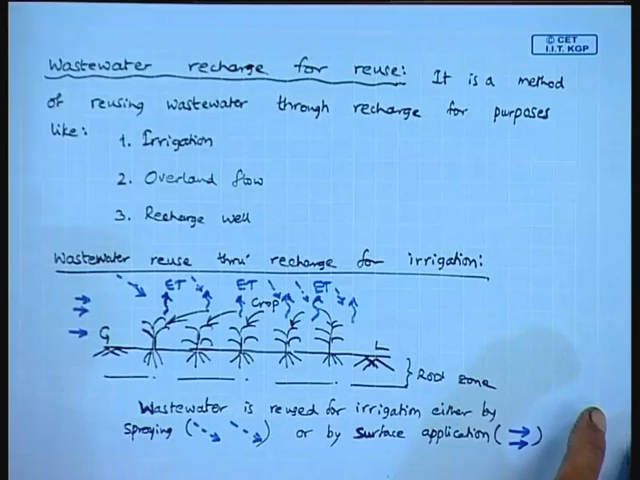 © CET
I.I.T. KGP
Wastewater recharge for reuse: It is a method
of reusing wastewater through recharge for purposes
like:
1. Irrigation
2. Overland flow
3. Recharge well
Wastewater reuse thru' recharge for irrigation:
ET ET ET
Crop
G L
Root zone
Wastewater is reused for irrigation either by
spraying ( ) or by surface application ( )